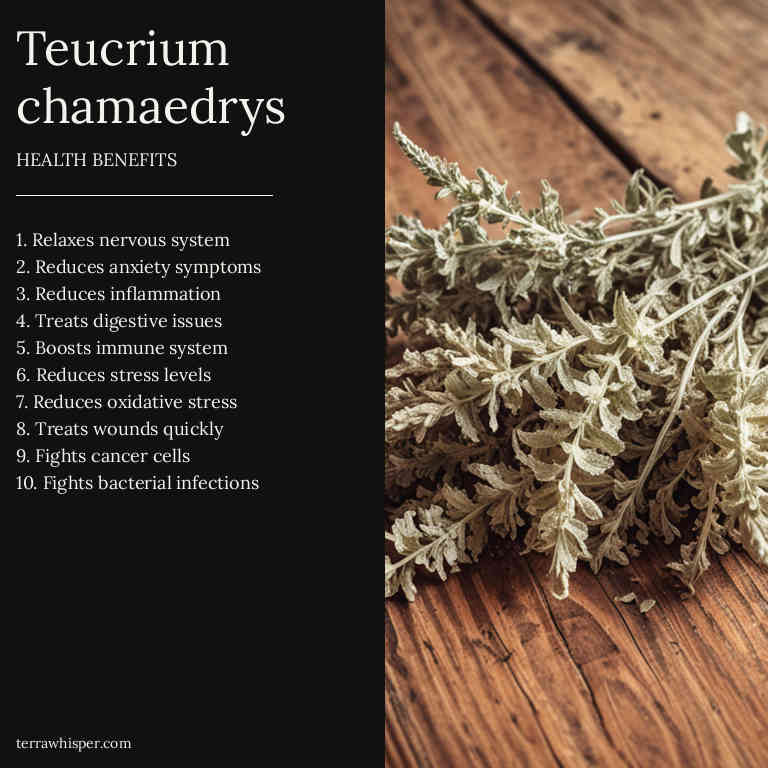 Teucrium
chamaedrys
HEALTH BENEFITS
1. Relaxes nervous system
2. Reduces anxiety symptoms
3. Reduces inflammation
4. Treats digestive issues
5. Boosts immune system
6. Reduces stress levels
7. Reduces oxidative stress
8. Treats wounds quickly
9. Fights cancer cells
10. Fights bacterial infections
terrawhisper.com